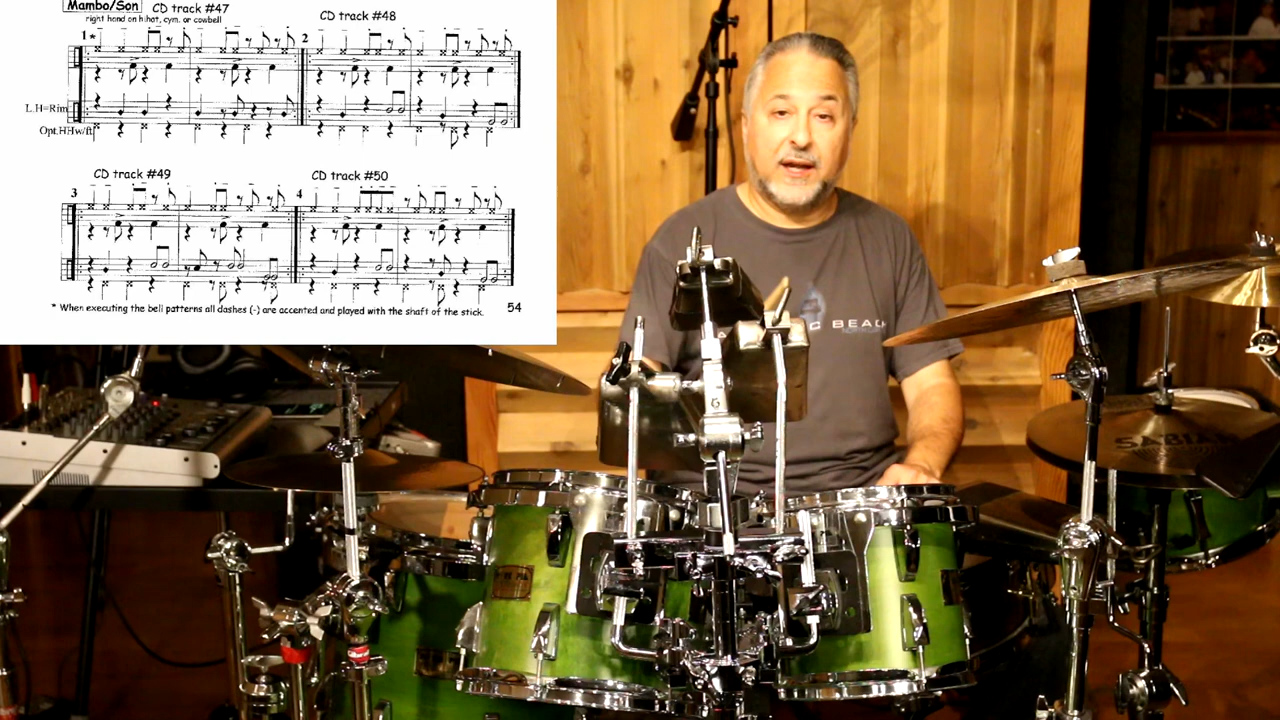 Mambo/Son CD track #47
CD track #48
right hand on hihat, cym. or cowbell
1 *
2
L.H=Rim
Opt.HHw/ft
CD track #49
CD track #50
3
4
* When executing the bell patterns all dashes (-) are accented and played with the shaft of the stick.
54
C BEACH
SABIAN